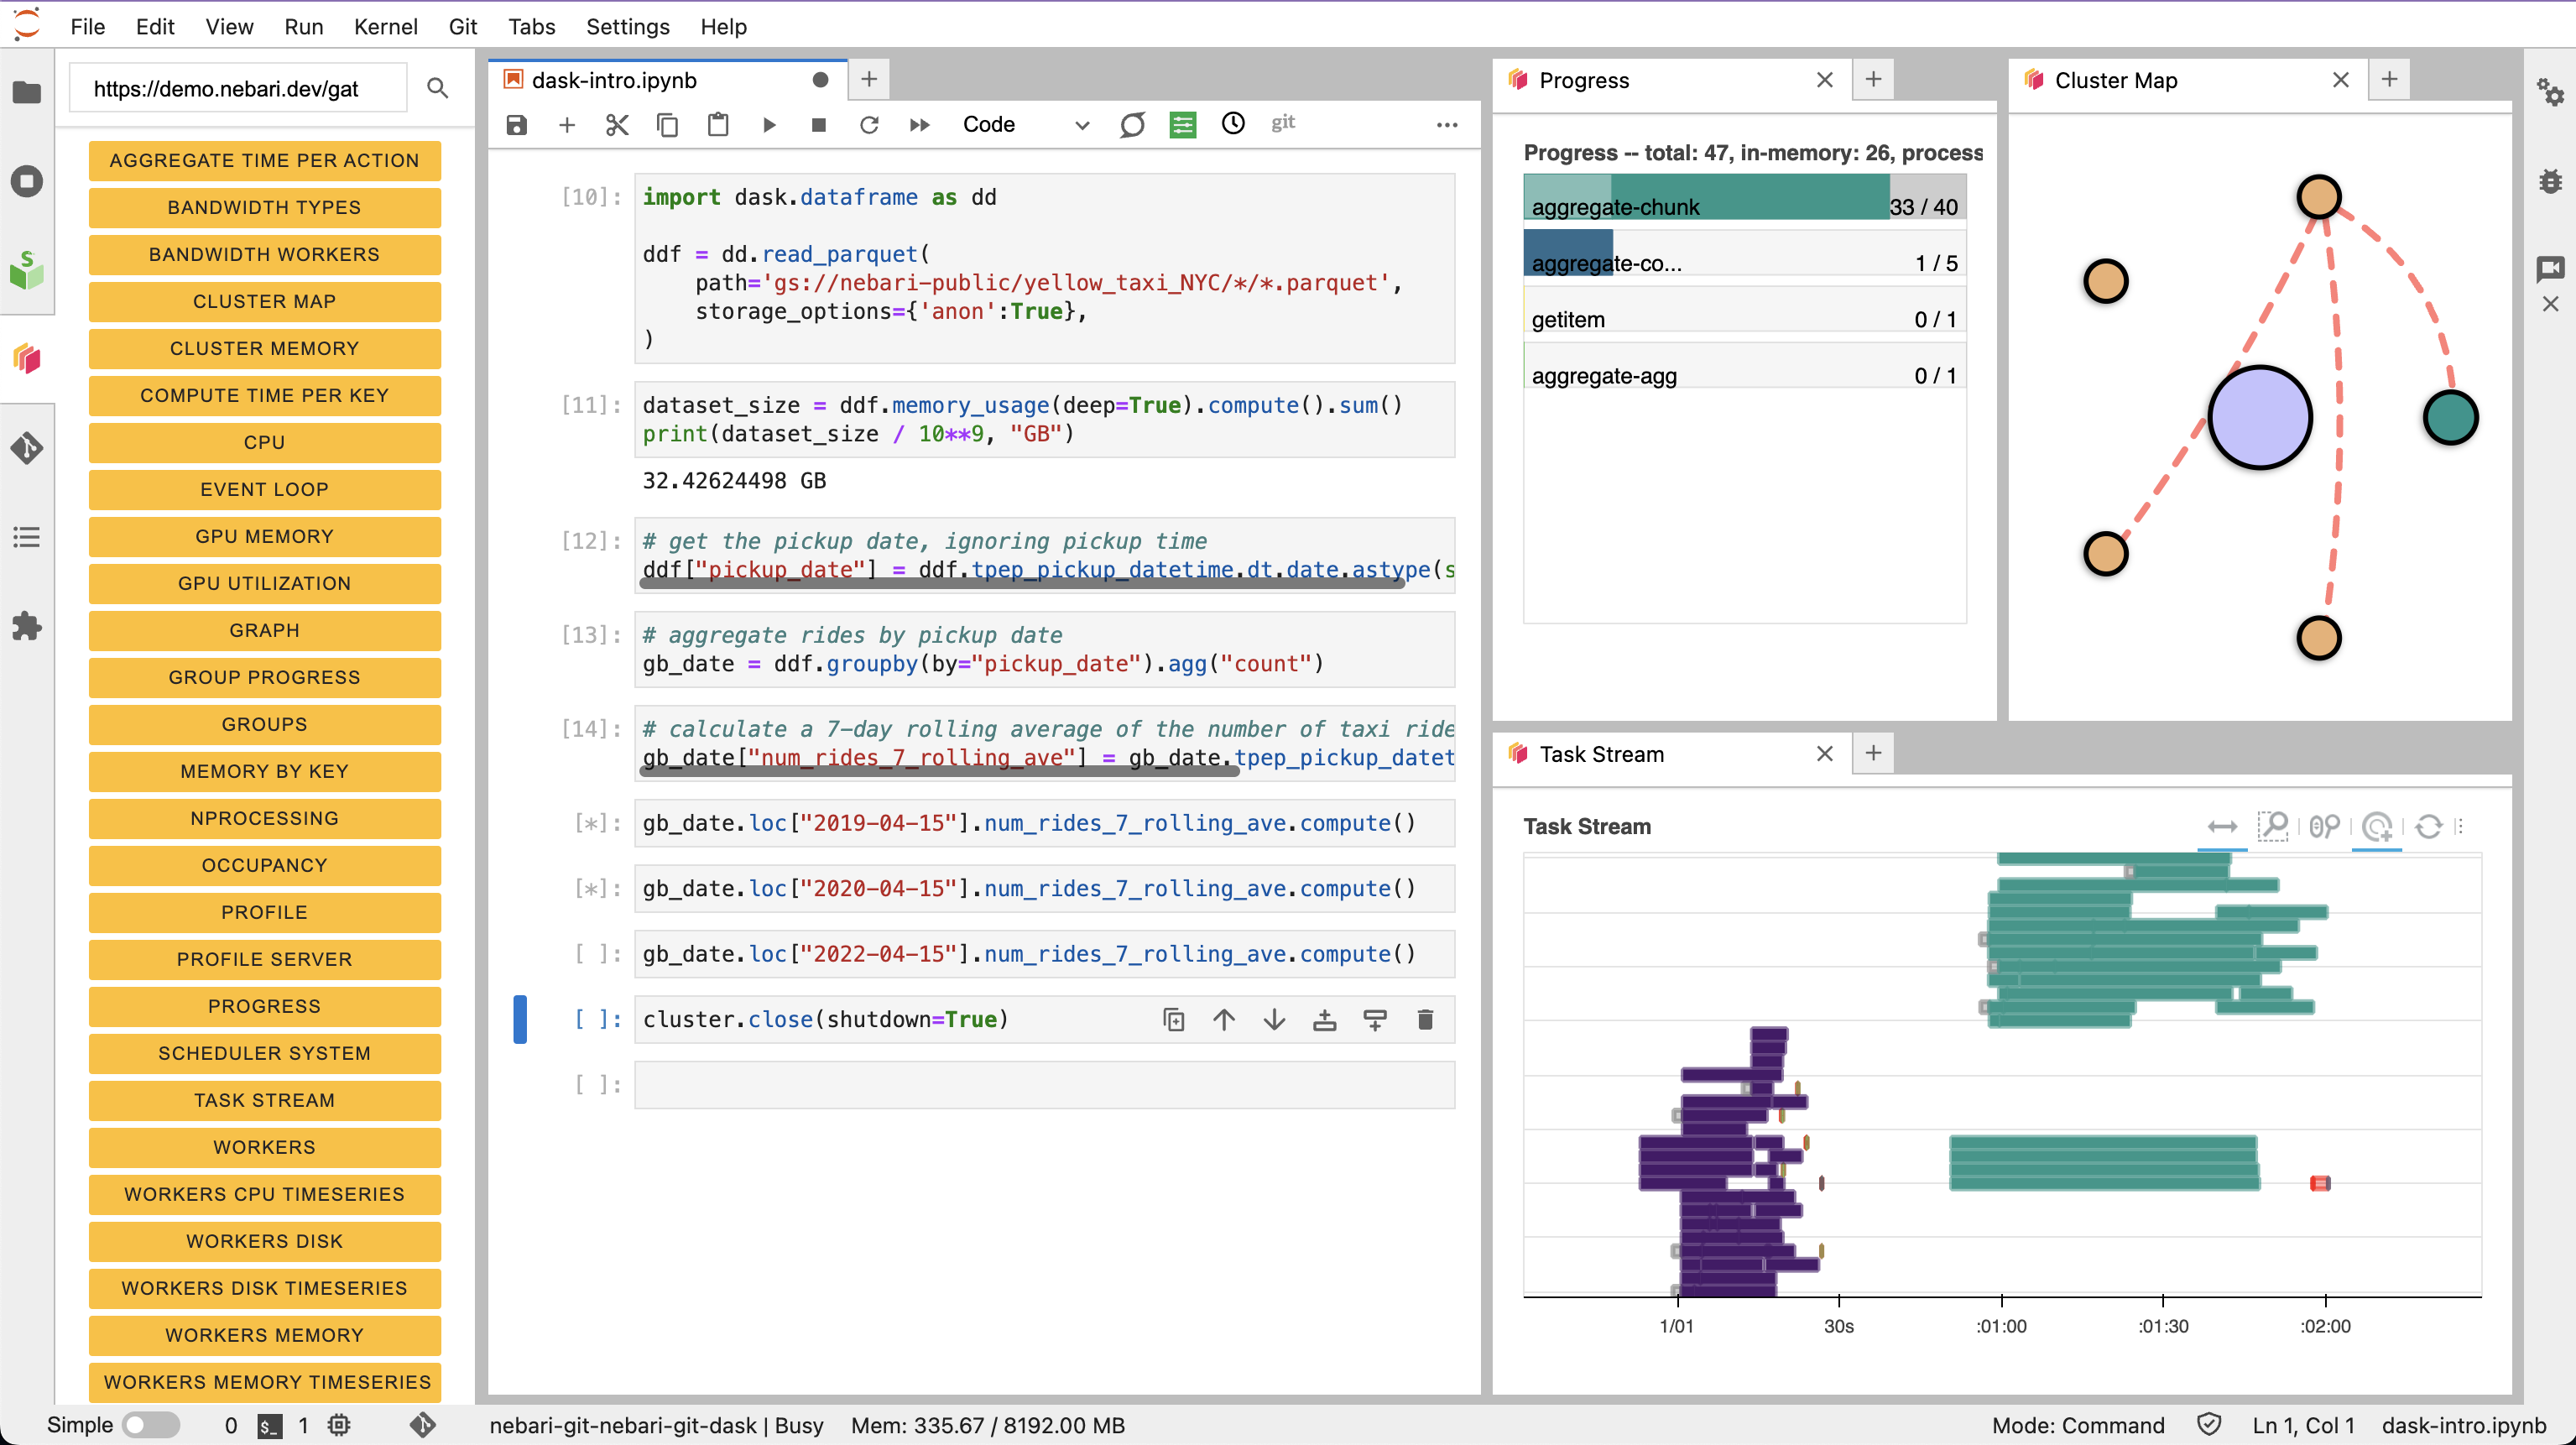 File Edit View Run Kernel Git Tabs Settings Help
https://demo.nebari.dev/gat
AGGREGATE TIME PER ACTION
BANDWIDTH TYPES
BANDWIDTH WORKERS
CLUSTER MAP
CLUSTER MEMORY
COMPUTE TIME PER KEY
CPU
EVENT LOOP
GPU MEMORY
GPU UTILIZATION
GRAPH
GROUP PROGRESS
GROUPS
MEMORY BY KEY
NPROCESSING
OCCUPANCY
PROFILE
PROFILE SERVER
PROGRESS
SCHEDULER SYSTEM
TASK STREAM
WORKERS
WORKERS CPU TIMESERIES
WORKERS DISK
WORKERS DISK TIMESERIES
WORKERS MEMORY
WORKERS MEMORY TIMESERIES
dask-intro.ipynb
Code
git
[10]: import dask.dataframe as dd
ddf = dd.read_parquet(
path='gs://nebari-public/yellow_taxi_NYC/*/*.parquet',
storage_options={'anon':True},
)
[11]: dataset_size = ddf.memory_usage(deep=True).compute().sum()
print(dataset_size / 10**9, "GB")
32.42624498 GB
[12]: # get the pickup date, ignoring pickup time
ddf["pickup_date"] = ddf.tpep_pickup_datetime.dt.date.astype(s
[13]: # aggregate rides by pickup date
gb_date = ddf.groupby(by="pickup_date").agg("count")
[14]: # calculate a 7-day rolling average of the number of taxi ride
gb_date["num_rides_7_rolling_ave"] = gb_date.tpep_pickup_datet
[*]: gb_date.loc["2019-04-15"].num_rides_7_rolling_ave.compute()
[*]: gb_date.loc["2020-04-15"].num_rides_7_rolling_ave.compute()
[ ]: gb_date.loc["2022-04-15"].num_rides_7_rolling_ave.compute()
[ ]: cluster.close(shutdown=True)
[ ]:
Progress
Progress -- total: 47, in-memory: 26, process
aggregate-chunk 33 / 40
aggregate-co... 1 / 5
getitem 0 / 1
aggregate-agg 0 / 1
Cluster Map
Task Stream
Task Stream
1/01 30s :01:00 :01:30 :02:00
Simple 0 $_ 1 nebari-git-nebari-git-dask | Busy Mem: 335.67 / 8192.00 MB Mode: Command Ln 1, Col 1 dask-intro.ipynb